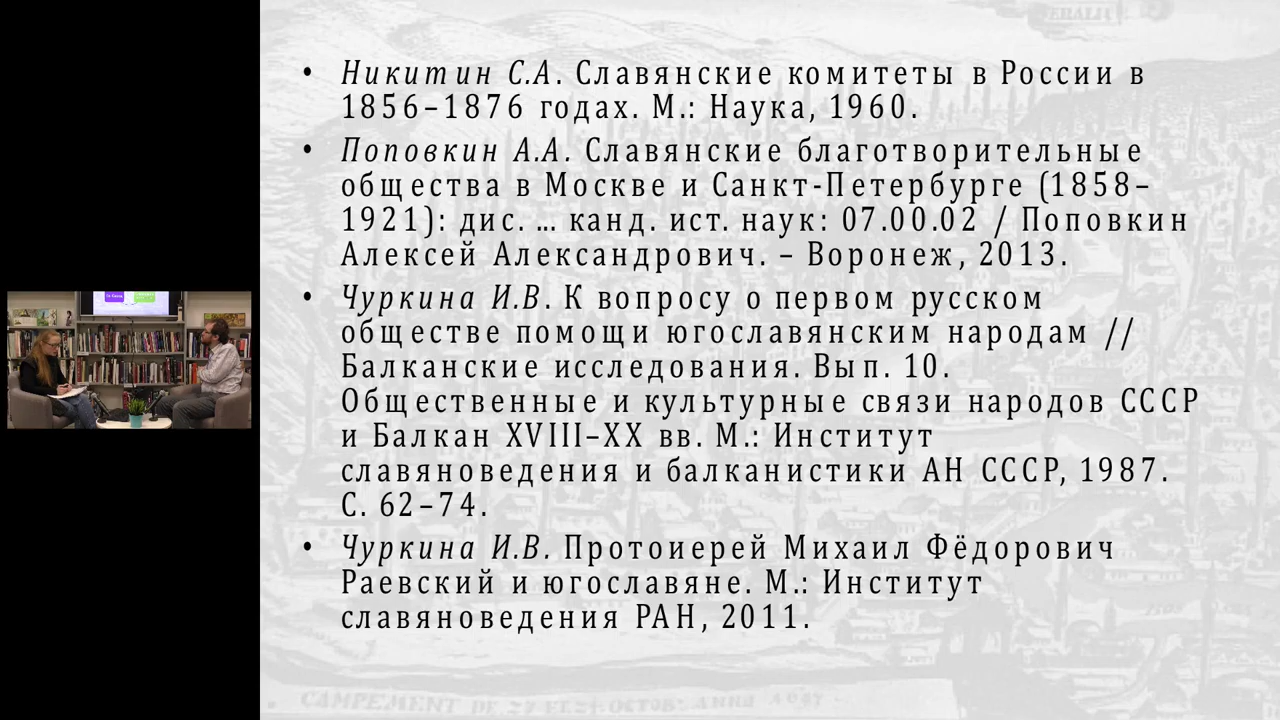 • Никитин С.А. Славянские комитеты в России в
1856–1876 годах. М.: Наука, 1960.
• Поповкин А.А. Славянские благотворительные
общества в Москве и Санкт-Петербурге (1858–
1921): дис. ... канд. ист. наук: 07.00.02 / Поповкин
Алексей Александрович. – Воронеж, 2013.
• Чуркина И.В. К вопросу о первом русском
обществе помощи югославянским народам //
Балканские исследования. Вып. 10.
Общественные и культурные связи народов СССР
и Балкан XVIII–XX вв. М.: Институт
славяноведения и балканистики АН СССР, 1987.
С. 62–74.
• Чуркина И.В. Протоиерей Михаил Фёдорович
Раевский и югославяне. М.: Институт
славяноведения РАН, 2011.
CAMPEMENT DE